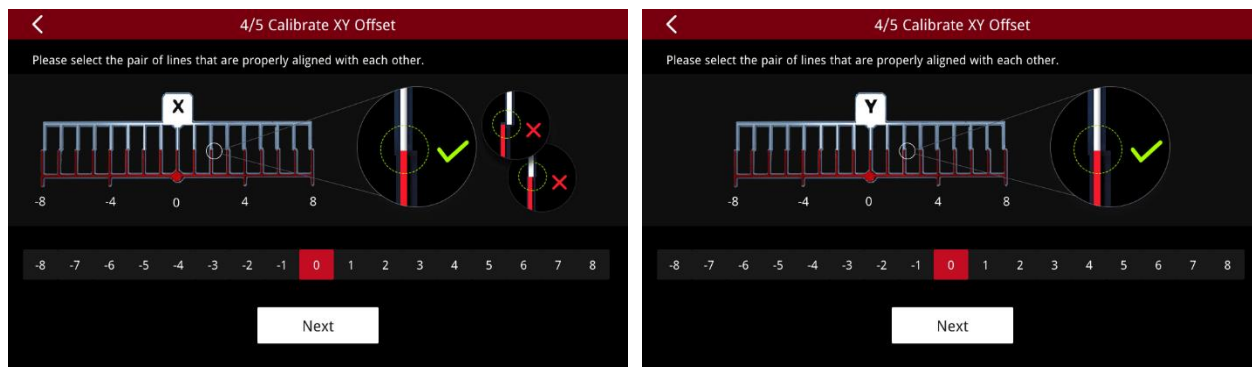 4/5 Calibrate XY Offset
Please select the pair of lines that are properly aligned with each other.
X
-8 -4 0 4 8
-8 -7 -6 -5 -4 -3 -2 -1 0 1 2 3 4 5 6 7 8
Next
4/5 Calibrate XY Offset
Please select the pair of lines that are properly aligned with each other.
Y
-8 -4 0 4 8
-8 -7 -6 -5 -4 -3 -2 -1 0 1 2 3 4 5 6 7 8
Next